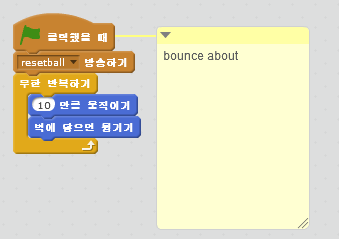 클릭했을 때
resetball 방송하기
무한 반복하기
10 만큼 움직이기
벽에 닿으면 튕기기
bounce about